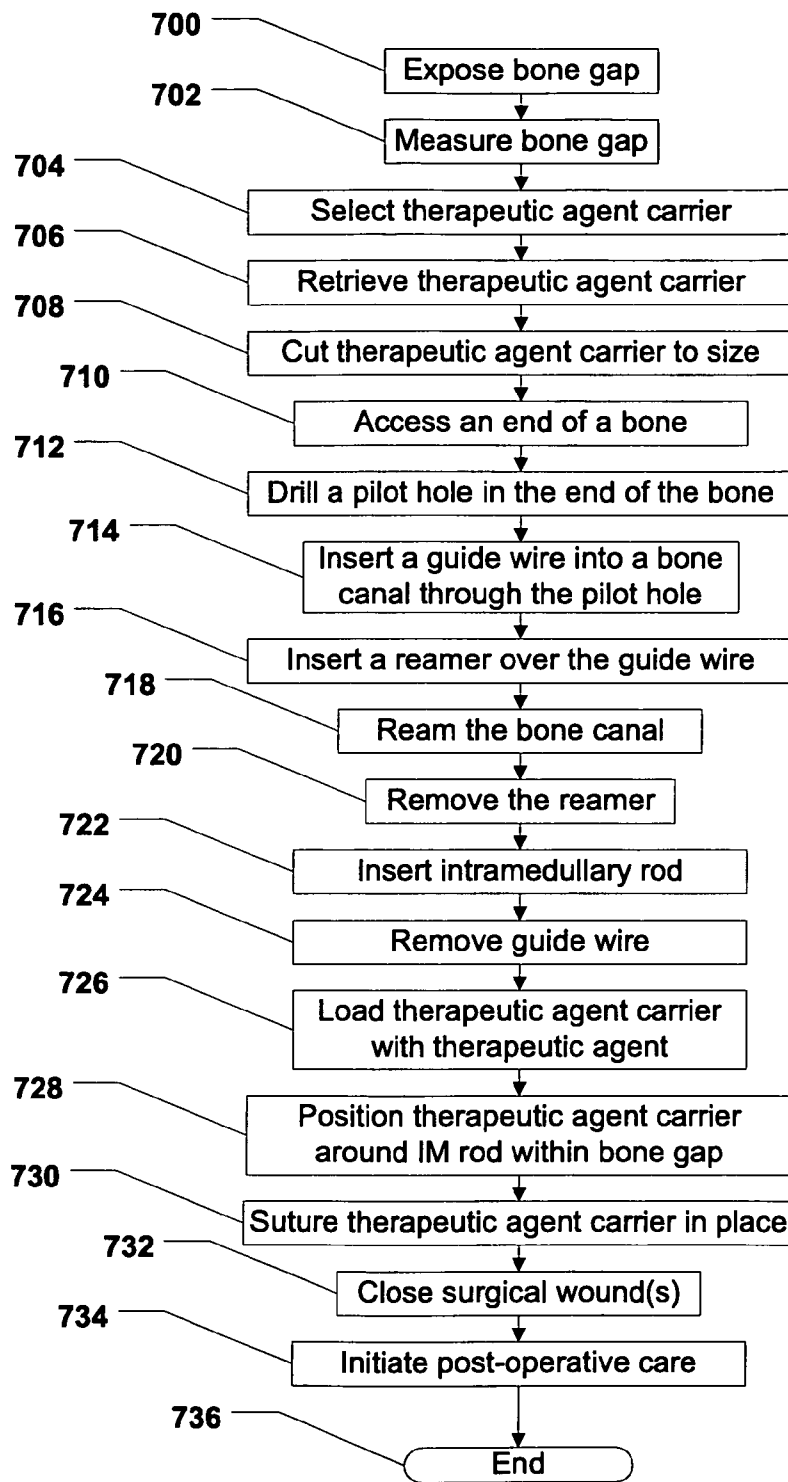 700
Expose bone gap
702
Measure bone gap
704
Select therapeutic agent carrier
706
Retrieve therapeutic agent carrier
708
Cut therapeutic agent carrier to size
710
Access an end of a bone
712
Drill a pilot hole in the end of the bone
714
Insert a guide wire into a bone
canal through the pilot hole
716
Insert a reamer over the guide wire
718
Ream the bone canal
720
Remove the reamer
722
Insert intramedullary rod
724
Remove guide wire
726
Load therapeutic agent carrier
with therapeutic agent
728
Position therapeutic agent carrier
around IM rod within bone gap
730
Suture therapeutic agent carrier in place
732
Close surgical wound(s)
734
Initiate post-operative care
736
End